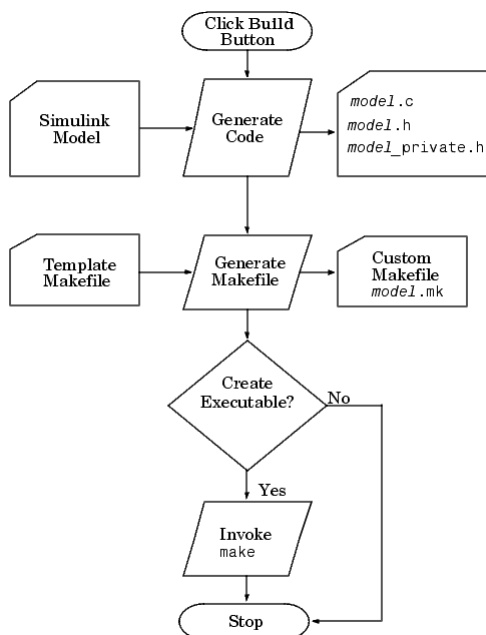 Click Build
Button
Simulink
Model
Generate
Code
model.c
model.h
model_private.h
Template
Makefile
Generate
Makefile
Custom
Makefile
model.mk
Create
Executable?
No
Yes
Invoke
make
Stop